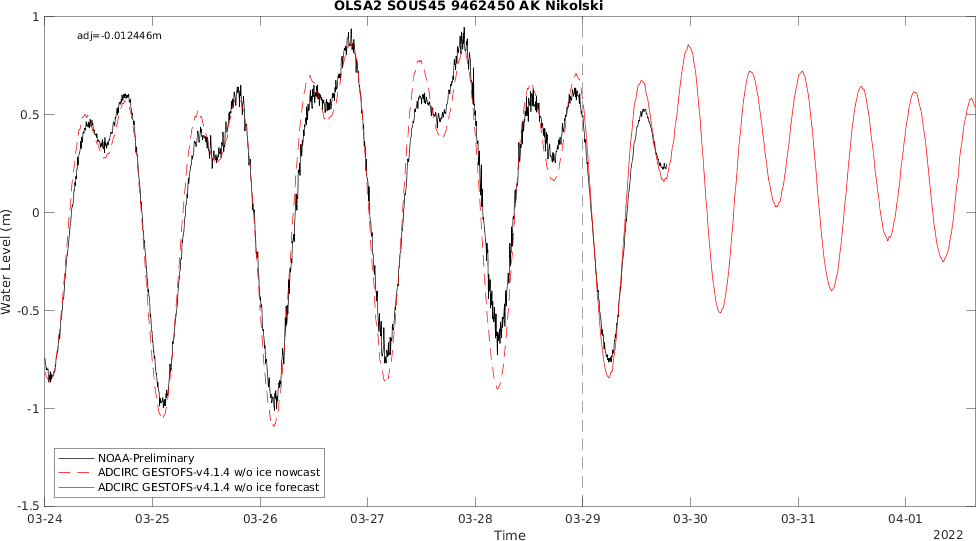 OLSA2 SOUS45 9462450 AK Nikolski
adj=-0.012446m
1
0.5
0
-0.5
-1
-1.5
Water Level (m)
NOAA-Preliminary
ADCIRC GESTOFS-v4.1.4 w/o ice nowcast
ADCIRC GESTOFS-v4.1.4 w/o ice forecast
03-24 03-25 03-26 03-27 03-28 03-29 03-30 03-31 04-01
Time
2022